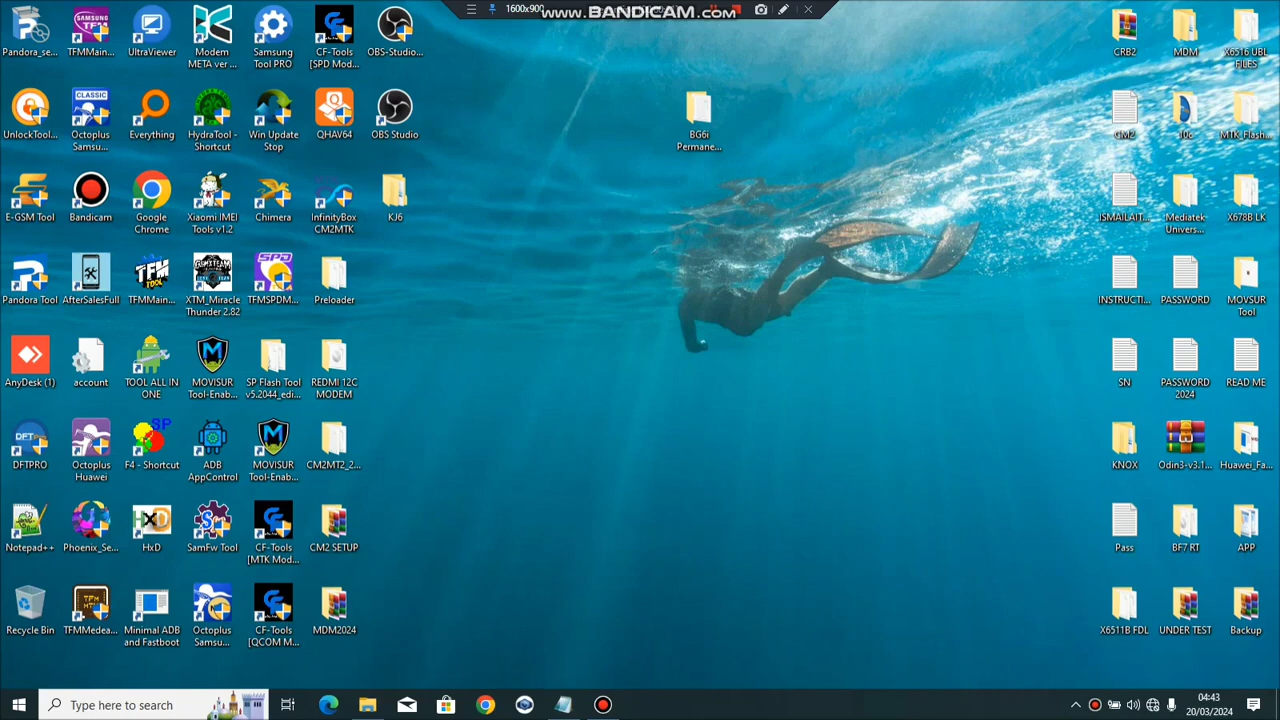 1600x900
www.BANDICAM.com
Pandora_se...
TFMMain...
UltraViewer
Modem
META ver ...
Samsung
Tool PRO
CF-Tools
[SPD Mod...
OBS-Studio...
CRB2
MDM
X6516 UBL
FILES
UnlockTool...
CLASSIC
Octoplus
Samsu...
Everything
HydraTool -
Shortcut
Win Update
Stop
QHAV64
OBS Studio
BG6i
Permane...
CM2
10c
MTK_Flash...
E-GSM Tool
Bandicam
Google
Chrome
Xiaomi IMEI
Tools v1.2
Chimera
InfinityBox
CM2MTK
KJ6
ISMAILAIT...
Mediatek
Univers...
X678B LK
Pandora Tool
AfterSalesFull
TFMMain...
XTM_Miracle
Thunder 2.82
TFMSPDM...
Preloader
INSTRUCTI...
PASSWORD
MOVSUR
Tool
AnyDesk (1)
account
TOOL ALL IN
ONE
MOVISUR
Tool-Enab...
SP Flash Tool
v5.2044_edi...
REDMI 12C
MODEM
SN
PASSWORD
2024
READ ME
DFTPRO
Octoplus
Huawei
F4 - Shortcut
ADB
AppControl
MOVISUR
Tool-Enab...
CM2MT2_2...
KNOX
Odin3-v3.1...
Huawei_Fa...
Notepad++
Phoenix_Se...
HxD
SamFw Tool
CF-Tools
[MTK Mod...
CM2 SETUP
Pass
BF7 RT
APP
Recycle Bin
TFMMedea...
Minimal ADB
and Fastboot
Octoplus
Samsu...
CF-Tools
[QCOM M...
MDM2024
X6511B FDL
UNDER TEST
Backup
Type here to search
04:43
20/03/2024